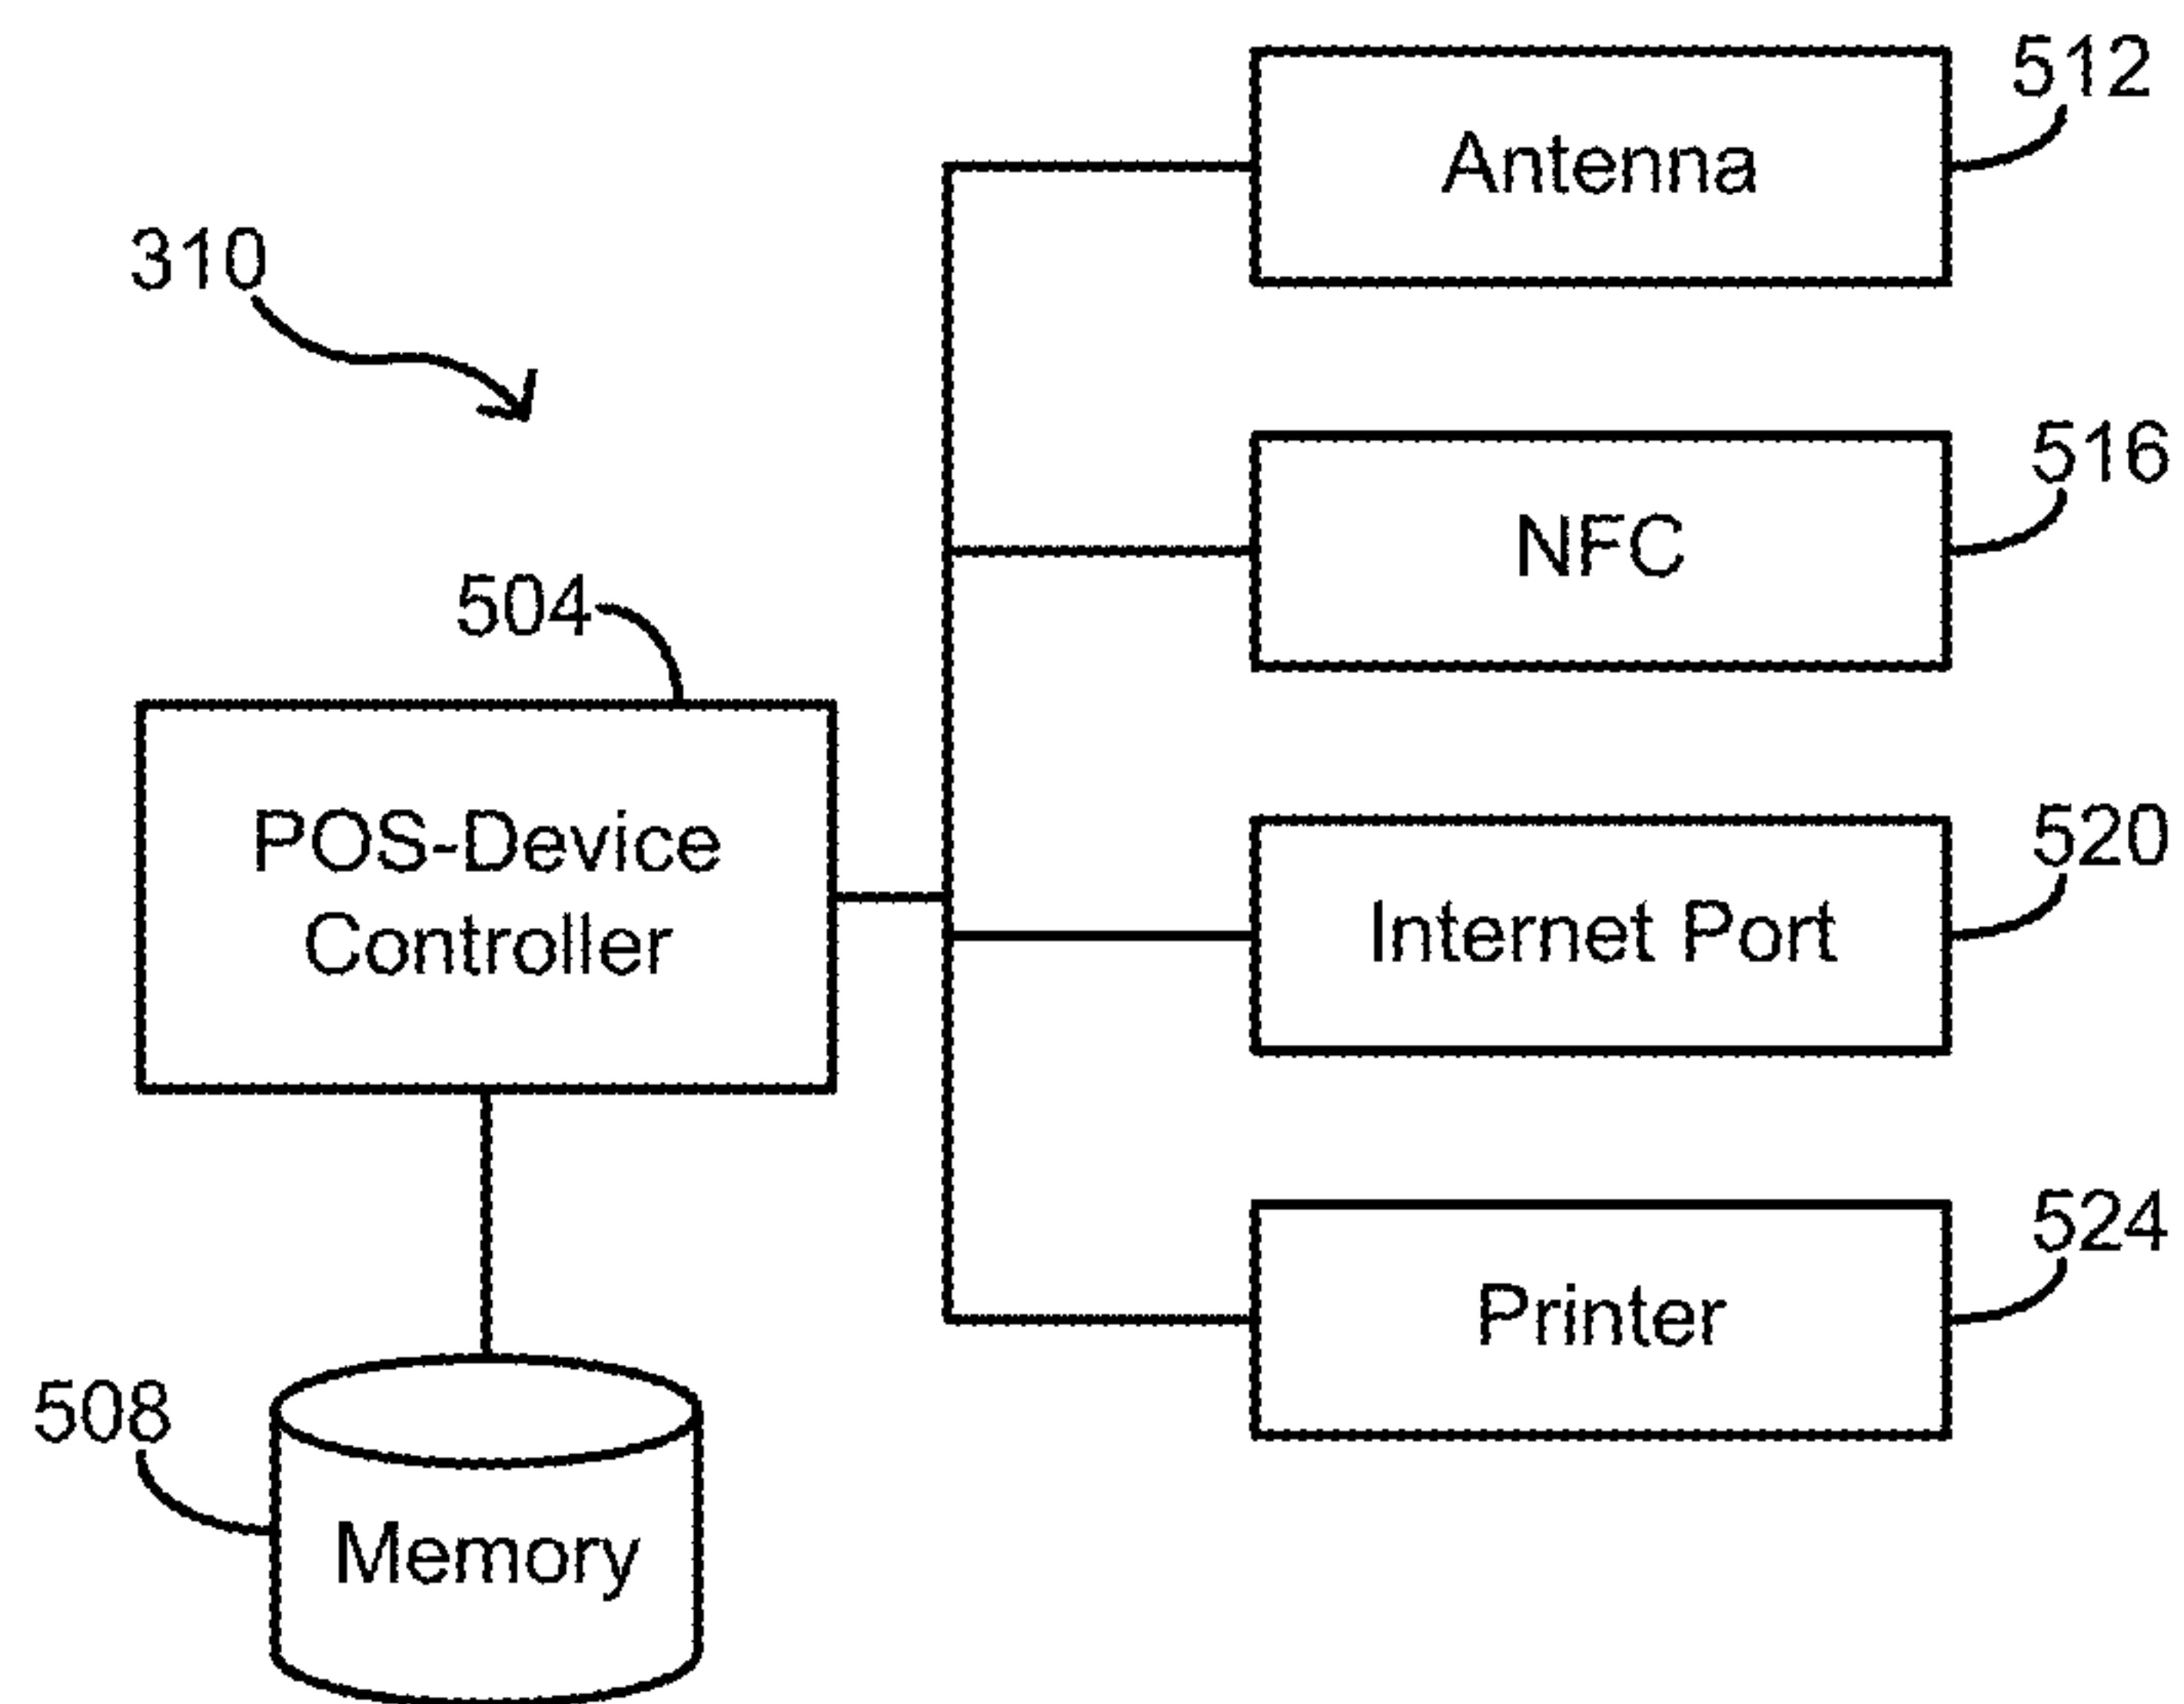 512
Antenna
310
516
NFC
504
POS-Device
Controller
520
Internet Port
524
Printer
508
Memory